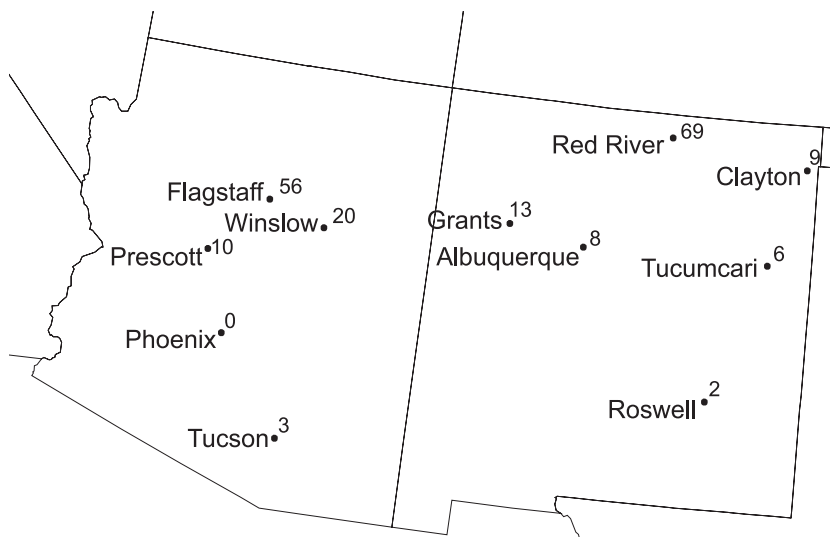 Red River 69
Clayton 9
Flagstaff 56
Winslow 20
Grants 13
Prescott 10
Albuquerque 8
Tucumcari 6
Phoenix 0
Roswell 2
Tucson 3